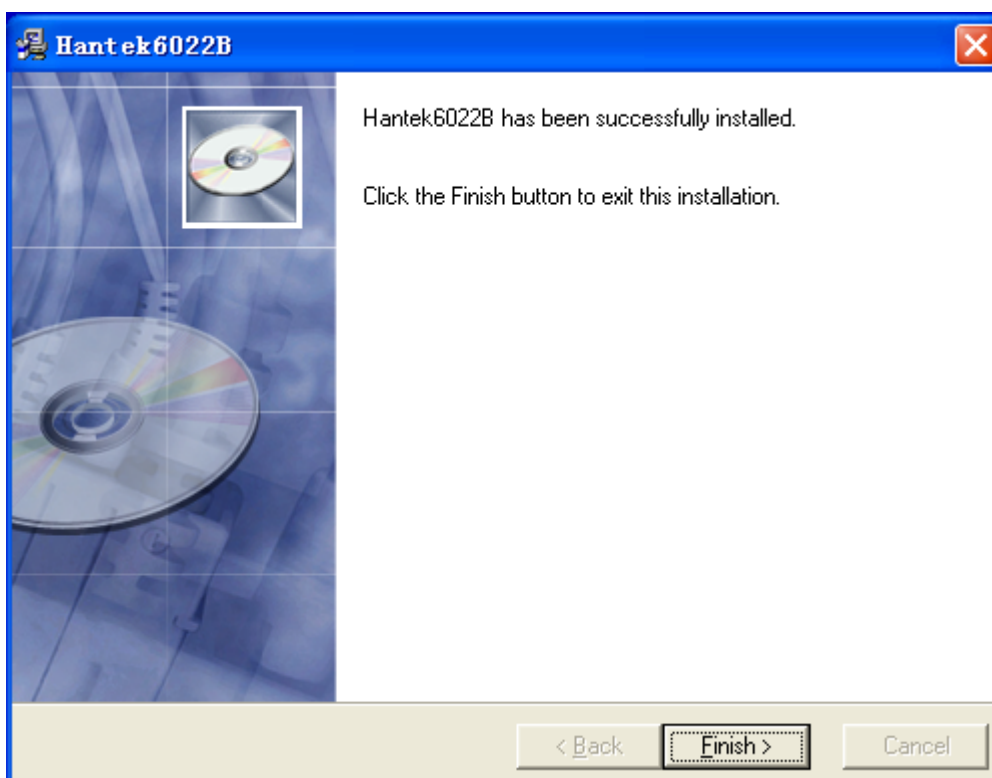 Hantek6022B
Hantek6022B has been successfully installed.
Click the Finish button to exit this installation.
< Back
Finish >
Cancel